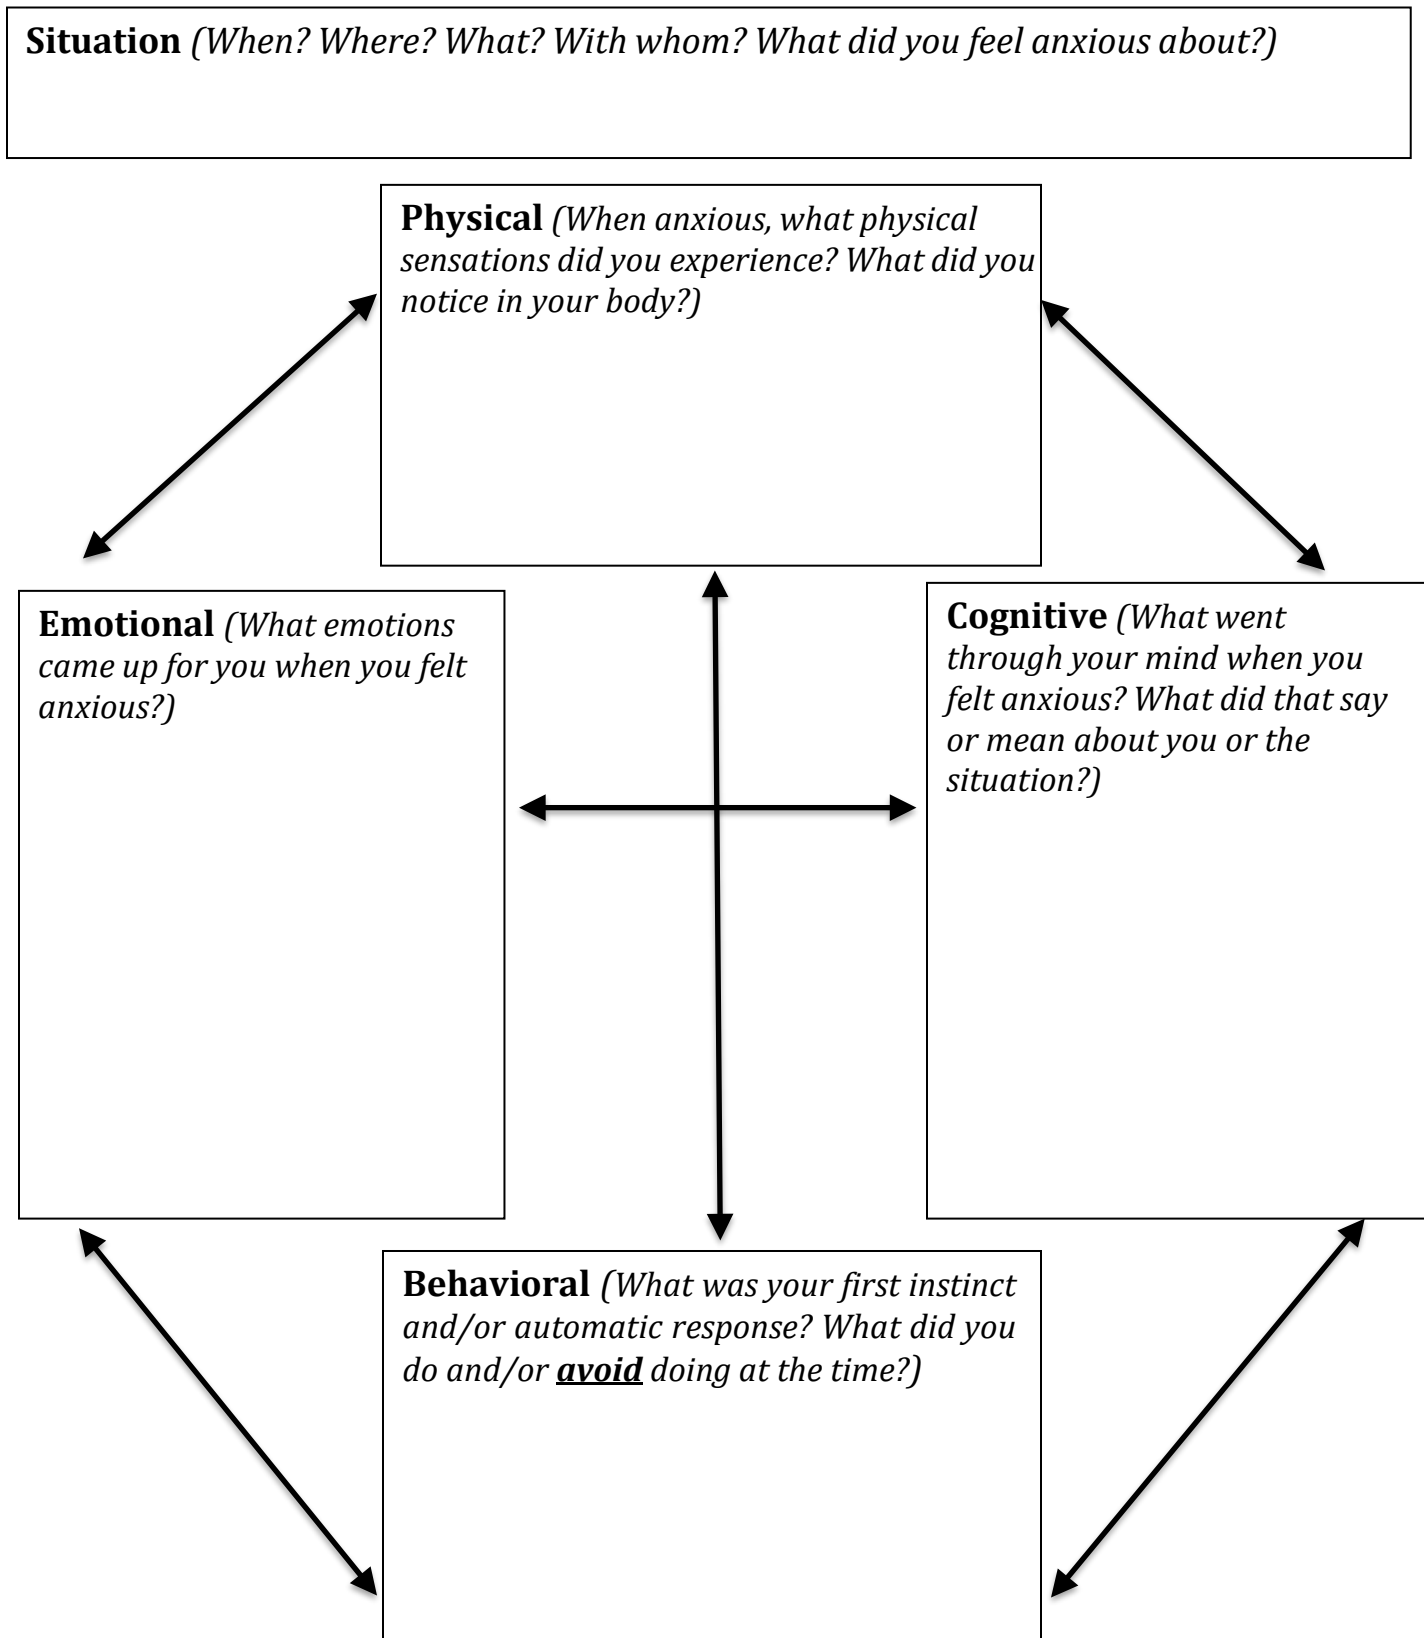 Situation (When? Where? What? With whom? What did you feel anxious about?)
Physical (When anxious, what physical
sensations did you experience? What did you
notice in your body?)
Emotional (What emotions
came up for you when you felt
anxious?)
Cognitive (What went
through your mind when you
felt anxious? What did that say
or mean about you or the
situation?)
Behavioral (What was your first instinct
and/or automatic response? What did you
do and/or avoid doing at the time?)